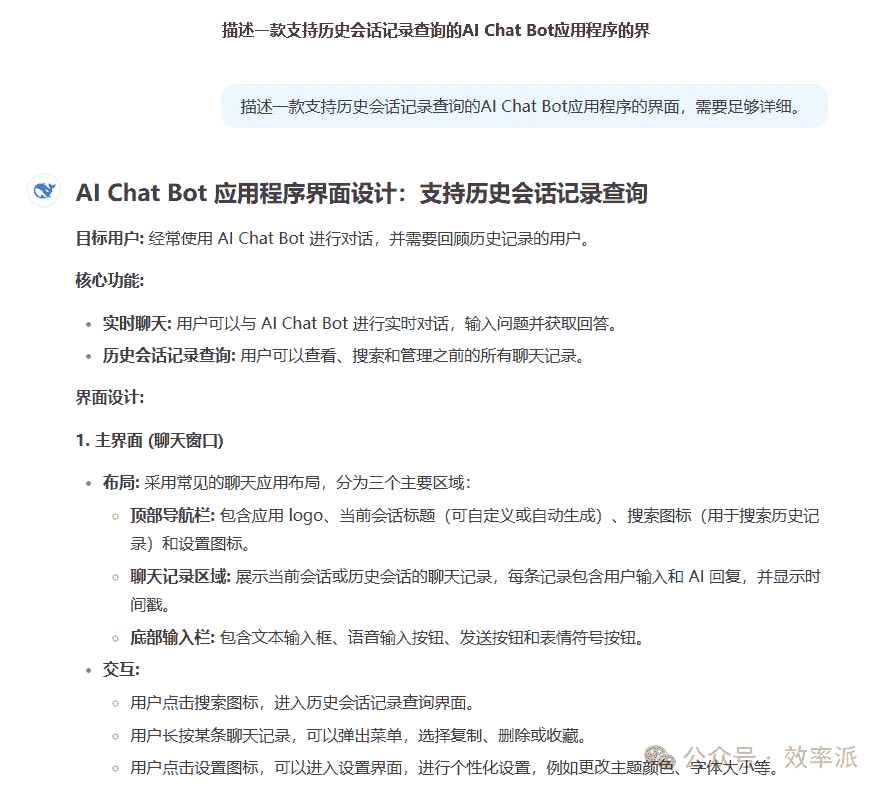 描述一款支持历史会话记录查询的AI Chat Bot应用程序的界
描述一款支持历史会话记录查询的AI Chat Bot应用程序的界面，需要足够详细。
AI Chat Bot 应用程序界面设计：支持历史会话记录查询
目标用户: 经常使用 AI Chat Bot 进行对话，并需要回顾历史记录的用户。
核心功能:
• 实时聊天: 用户可以与 AI Chat Bot 进行实时对话，输入问题并获取回答。
• 历史会话记录查询: 用户可以查看、搜索和管理之前的所有聊天记录。
界面设计:
1. 主界面 (聊天窗口)
• 布局: 采用常见的聊天应用布局，分为三个主要区域：
○ 顶部导航栏: 包含应用 logo、当前会话标题（可自定义或自动生成）、搜索图标（用于搜索历史记
录）和设置图标。
○ 聊天记录区域: 展示当前会话或历史会话的聊天记录，每条记录包含用户输入和 AI 回复，并显示时
间戳。
○ 底部输入栏: 包含文本输入框、语音输入按钮、发送按钮和表情符号按钮。
• 交互:
○ 用户点击搜索图标，进入历史会话记录查询界面。
○ 用户长按某条聊天记录，可以弹出菜单，选择复制、删除或收藏。
○ 用户点击设置图标，可以进入设置界面，进行个性化设置，例如更改主题颜色、字体大小等。
公众号 · 效率派